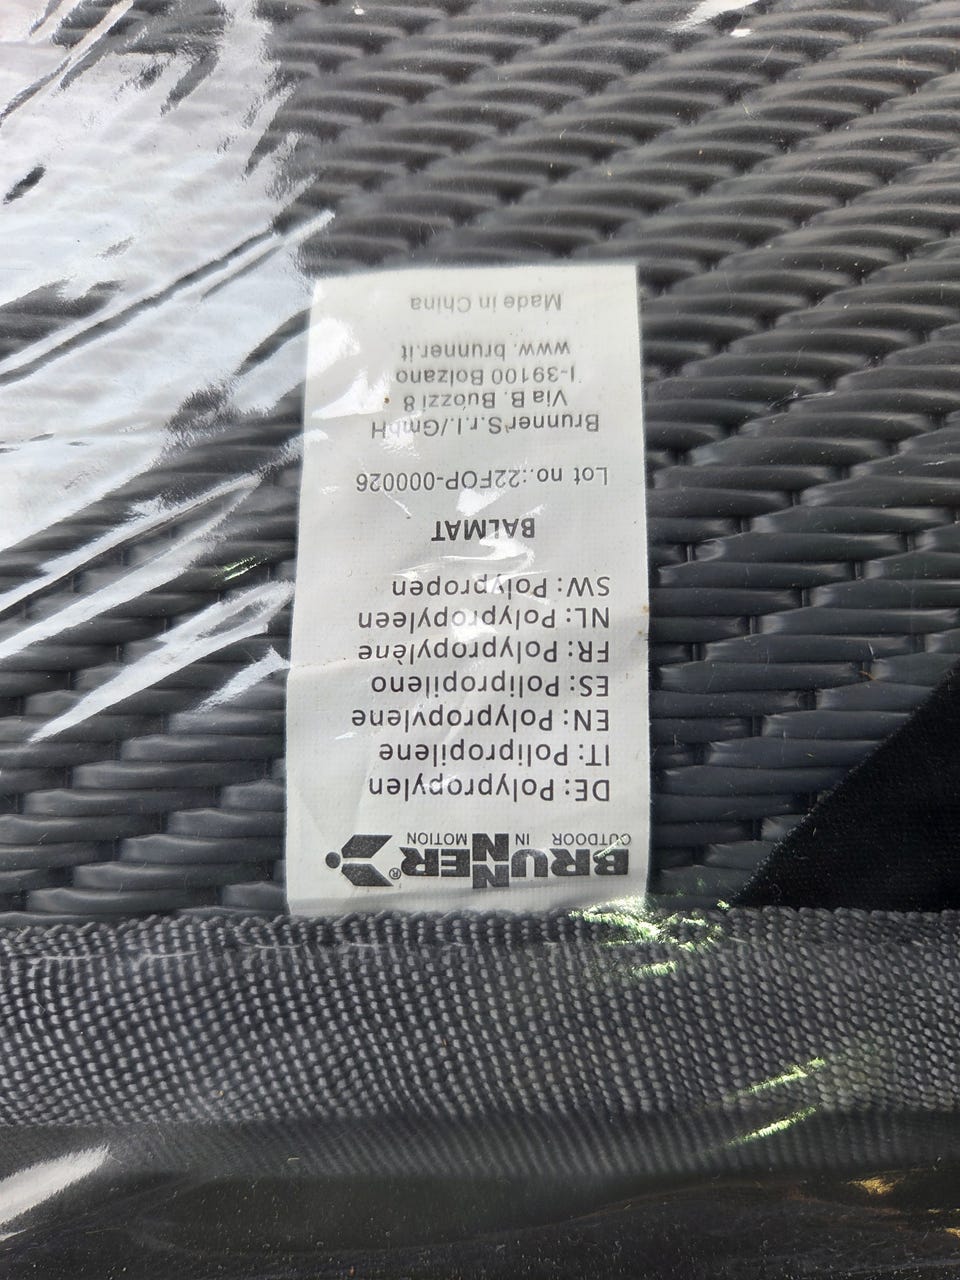 BRUNNER®
OUTDOOR IN MOTION
DE: Polypropylen
IT: Polipropilene
EN: Polypropylene
ES: Polipropileno
FR: Polypropylène
NL: Polypropyleen
SW: Polypropen
BALMAT
Lot no.:22FOP-000026
Brunner S.r.l./GmbH
Via B. Buozzi 8
I-39100 Bolzano
www.brunner.it
Made in China